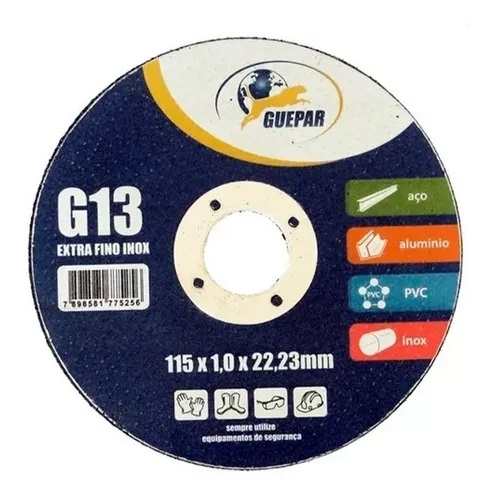 GUEPAR
G13
EXTRA FINO INOX
7 898581 775256
aço
alumínio
PVC
PVC
inox
115 x 1,0 x 22,23mm
sempre utilize
equipamentos de segurança